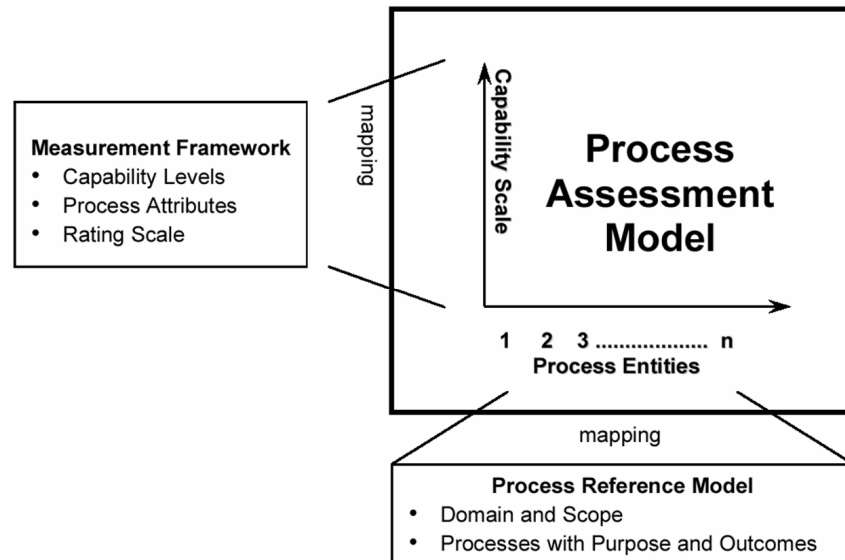 Measurement Framework
• Capability Levels
• Process Attributes
• Rating Scale
mapping
Capability Scale
Process
Assessment
Model
1 2 3 ................... n
Process Entities
mapping
Process Reference Model
• Domain and Scope
• Processes with Purpose and Outcomes